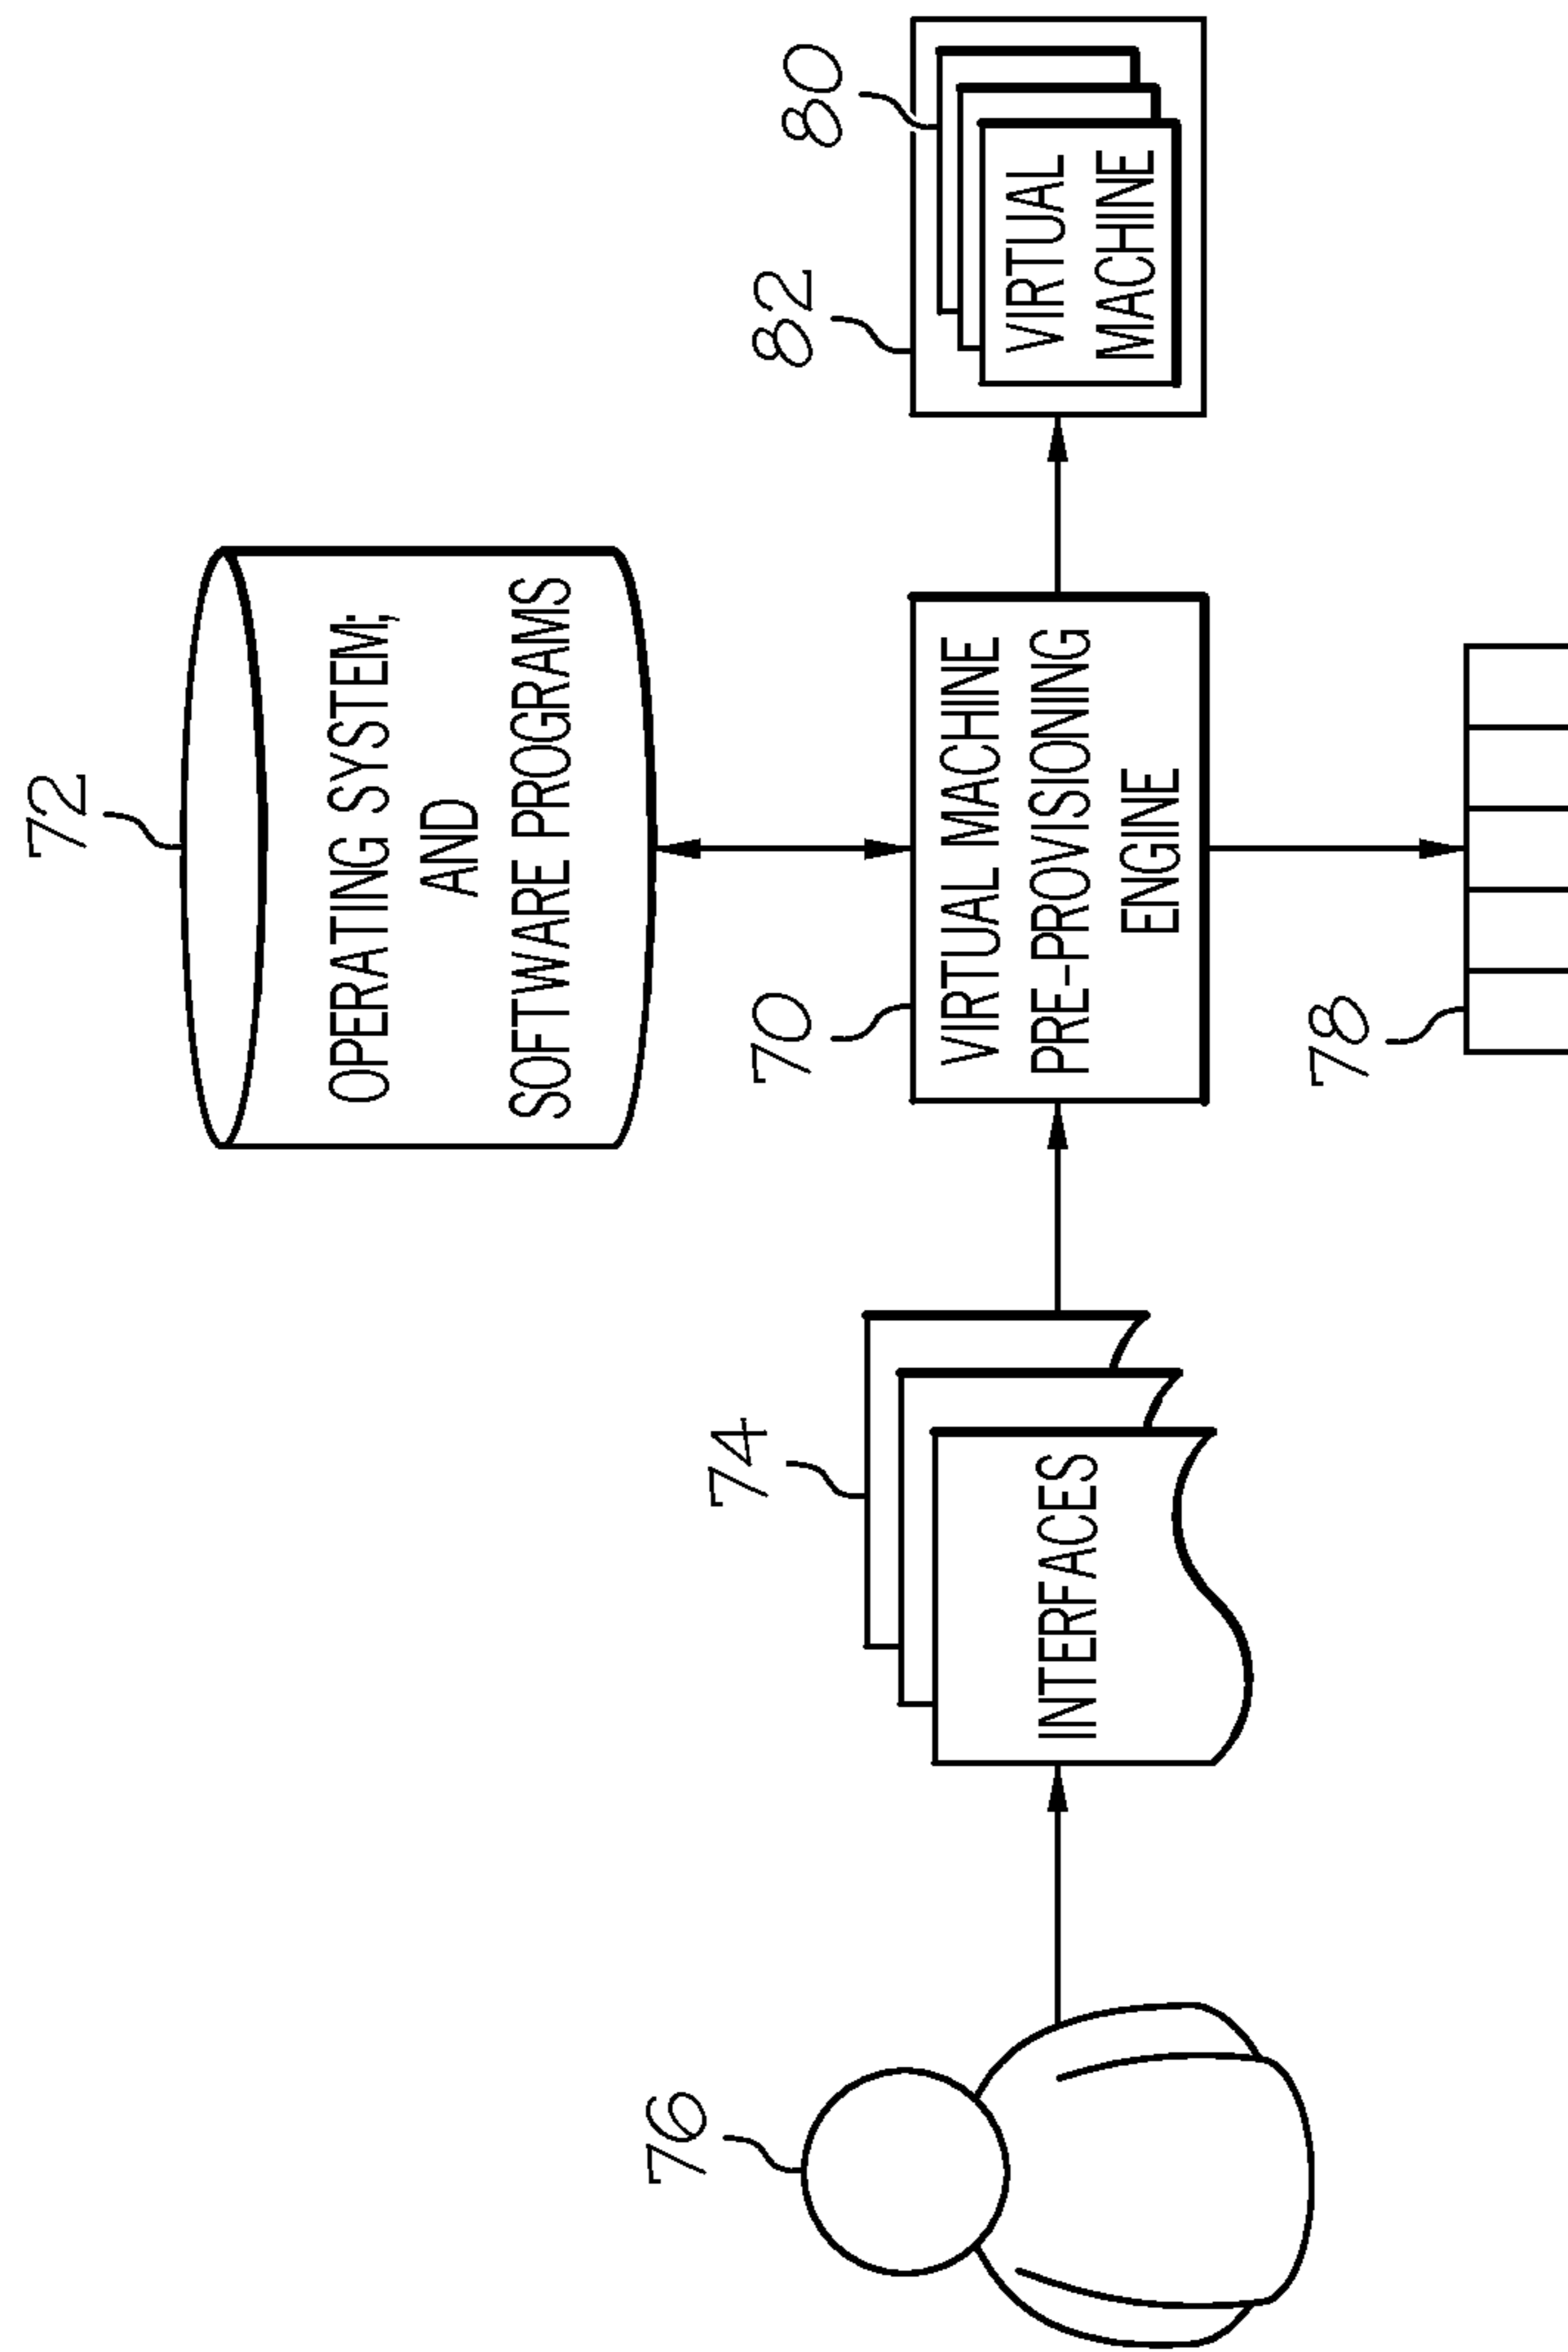 72
OPERATING SYSTEM;
AND
SOFTWARE PROGRAMS
76
74
INTERFACES
70
VIRTUAL MACHINE
PRE-PROVISIONING
ENGINE
82
80
VIRTUAL
MACHINE
78